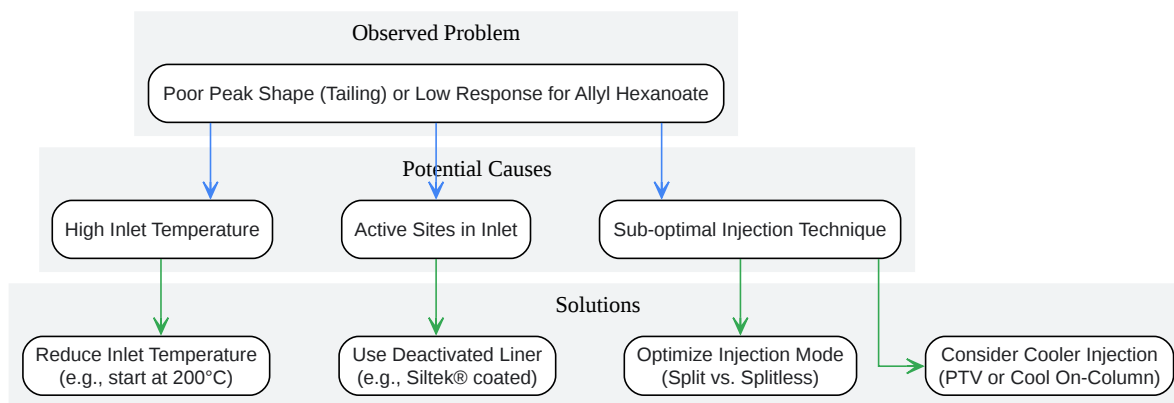 Observed Problem
Poor Peak Shape (Tailing) or Low Response for Allyl Hexanoate
Potential Causes
High Inlet Temperature
Active Sites in Inlet
Sub-optimal Injection Technique
Solutions
Reduce Inlet Temperature
(e.g., start at 200°C)
Use Deactivated Liner
(e.g., Siltek® coated)
Optimize Injection Mode
(Split vs. Splitless)
Consider Cooler Injection
(PTV or Cool On-Column)